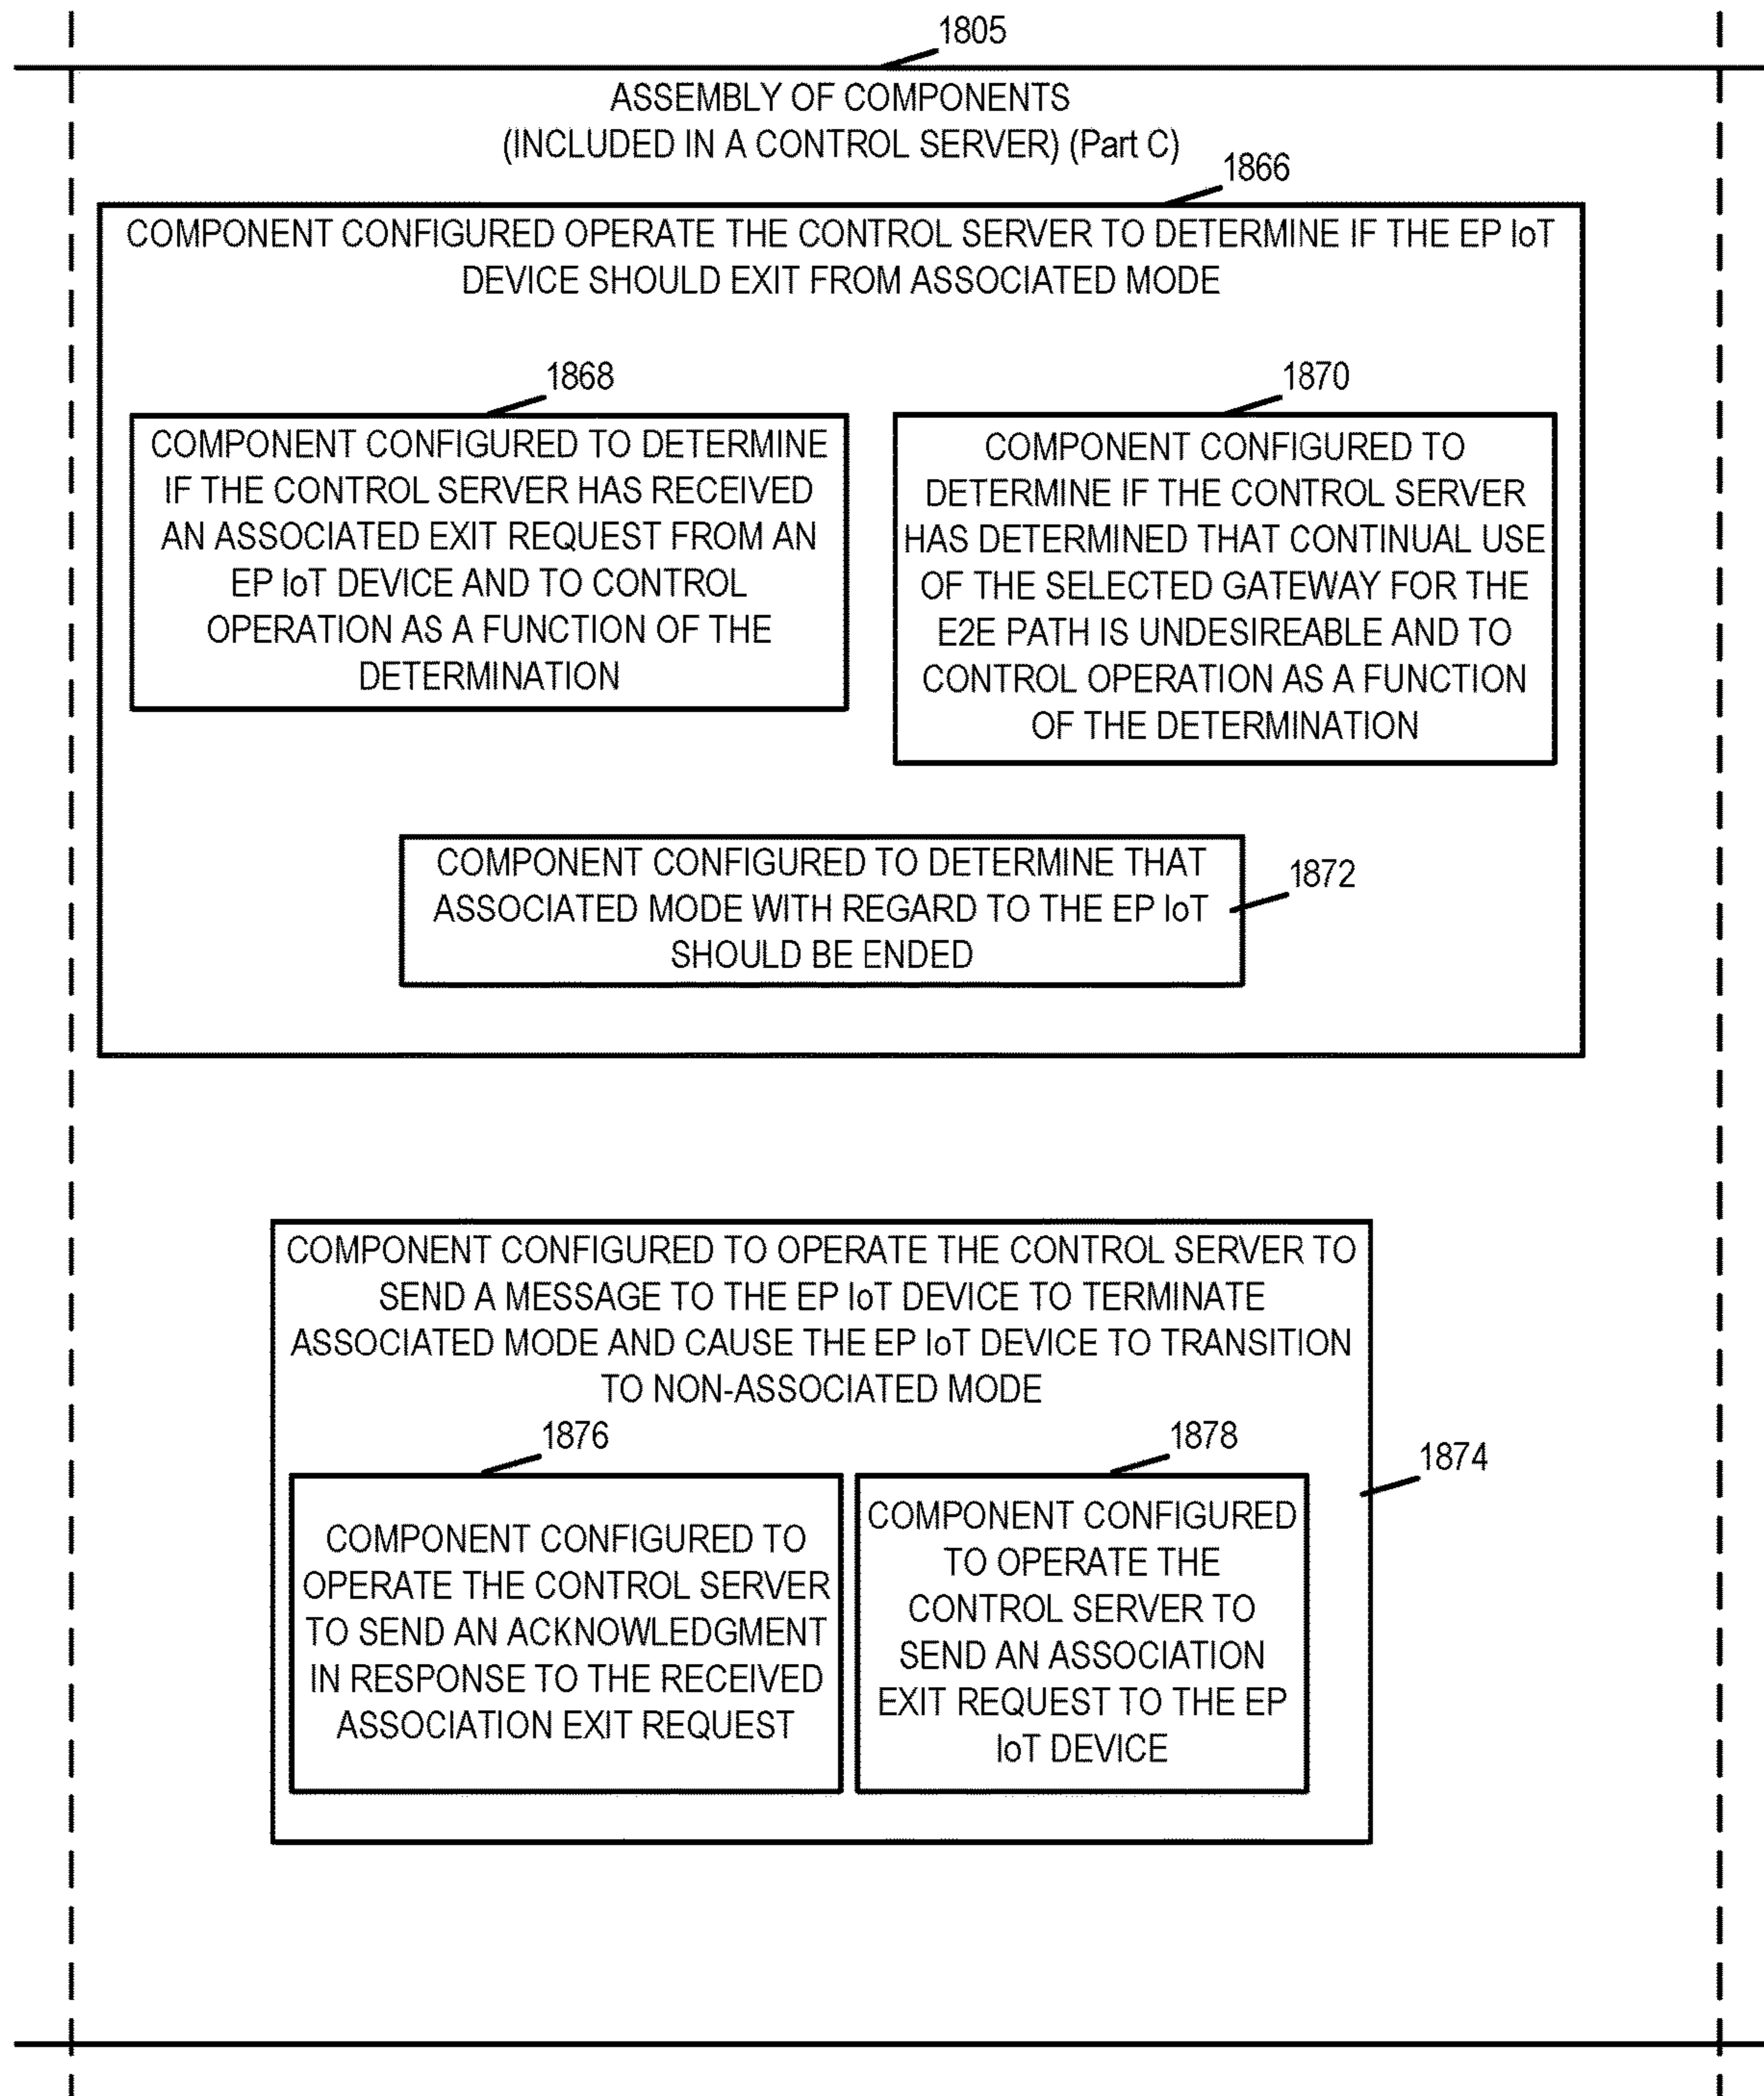 1805
ASSEMBLY OF COMPONENTS
(INCLUDED IN A CONTROL SERVER) (Part C)
1866
COMPONENT CONFIGURED OPERATE THE CONTROL SERVER TO DETERMINE IF THE EP IoT
DEVICE SHOULD EXIT FROM ASSOCIATED MODE
1868
COMPONENT CONFIGURED TO DETERMINE
IF THE CONTROL SERVER HAS RECEIVED
AN ASSOCIATED EXIT REQUEST FROM AN
EP IoT DEVICE AND TO CONTROL
OPERATION AS A FUNCTION OF THE
DETERMINATION
1870
COMPONENT CONFIGURED TO
DETERMINE IF THE CONTROL SERVER
HAS DETERMINED THAT CONTINUAL USE
OF THE SELECTED GATEWAY FOR THE
E2E PATH IS UNDESIREABLE AND TO
CONTROL OPERATION AS A FUNCTION
OF THE DETERMINATION
COMPONENT CONFIGURED TO DETERMINE THAT
ASSOCIATED MODE WITH REGARD TO THE EP IoT
SHOULD BE ENDED
1872
COMPONENT CONFIGURED TO OPERATE THE CONTROL SERVER TO
SEND A MESSAGE TO THE EP IoT DEVICE TO TERMINATE
ASSOCIATED MODE AND CAUSE THE EP IoT DEVICE TO TRANSITION
TO NON-ASSOCIATED MODE
1874
1876
COMPONENT CONFIGURED TO
OPERATE THE CONTROL SERVER
TO SEND AN ACKNOWLEDGMENT
IN RESPONSE TO THE RECEIVED
ASSOCIATION EXIT REQUEST
1878
COMPONENT CONFIGURED
TO OPERATE THE
CONTROL SERVER TO
SEND AN ASSOCIATION
EXIT REQUEST TO THE EP
IoT DEVICE